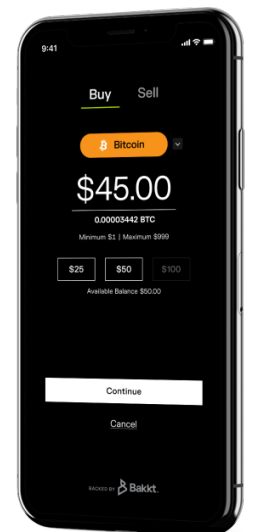 9:41
Buy Sell
Bitcoin
$45.00
0.00003442 BTC
Minimum $1 | Maximum $999
$25 $50 $100
Available Balance $50.00
Continue
Cancel
BACKED BY Bakkt.